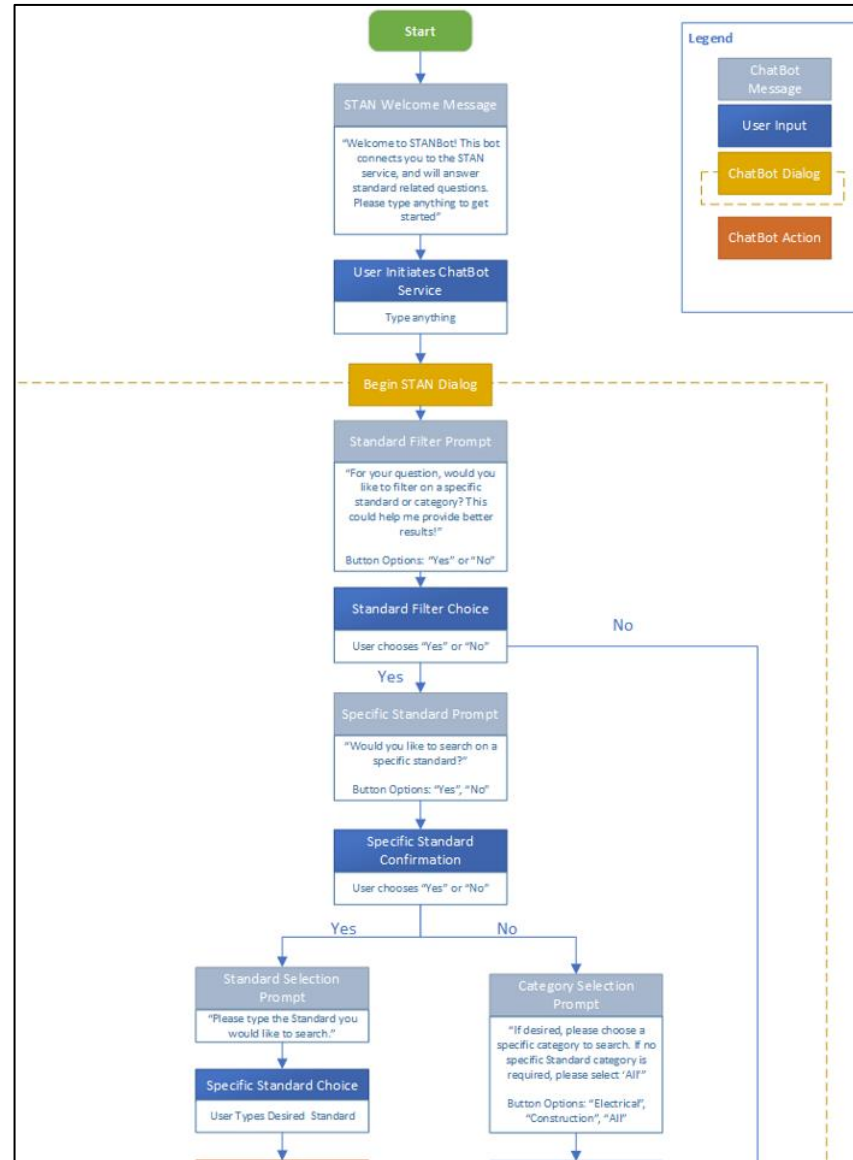 Start
Legend
ChatBot
Message
User Input
ChatBot Dialog
ChatBot Action
STAN Welcome Message
“Welcome to STANBot! This bot
connects you to the STAN
service, and will answer
standard related questions.
Please type anything to get
started”
User Initiates ChatBot
Service
Type anything
Begin STAN Dialog
Standard Filter Prompt
“For your question, would you
like to filter on a specific
standard or category? This
could help me provide better
results!”
Button Options: “Yes” or “No”
Standard Filter Choice
User chooses “Yes” or “No”
No
Yes
Specific Standard Prompt
“Would you like to search on a
specific standard?”
Button Options: “Yes”, “No”
Specific Standard
Confirmation
User chooses “Yes” or “No”
Yes
No
Standard Selection
Prompt
“Please type the Standard you
would like to search.”
Specific Standard Choice
User Types Desired Standard
Category Selection
Prompt
“If desired, please choose a
specific category to search. If no
specific Standard category is
required, please select ‘All’”
Button Options: “Electrical”,
“Construction”, “All”